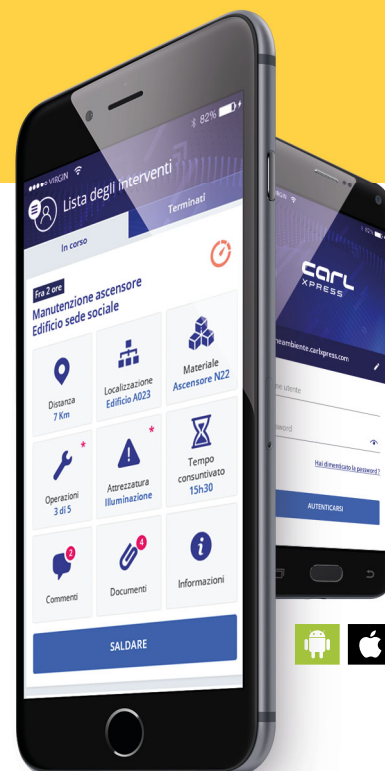 VIRGIN
82%
Lista degli interventi
In corso
Terminati
Fra 2 ore
Manutenzione ascensore
Edificio sede sociale
Distanza
7 Km
Localizzazione
Edificio A023
Materiale
Ascensore N22
*
Operazioni
3 di 5
*
Attrezzatura
Illuminazione
Tempo
consuntivato
15h30
2
Commenti
4
Documenti
i
Informazioni
SALDARE
carl
XPRESS
Hai dimenticato la password?
AUTENTICARSI